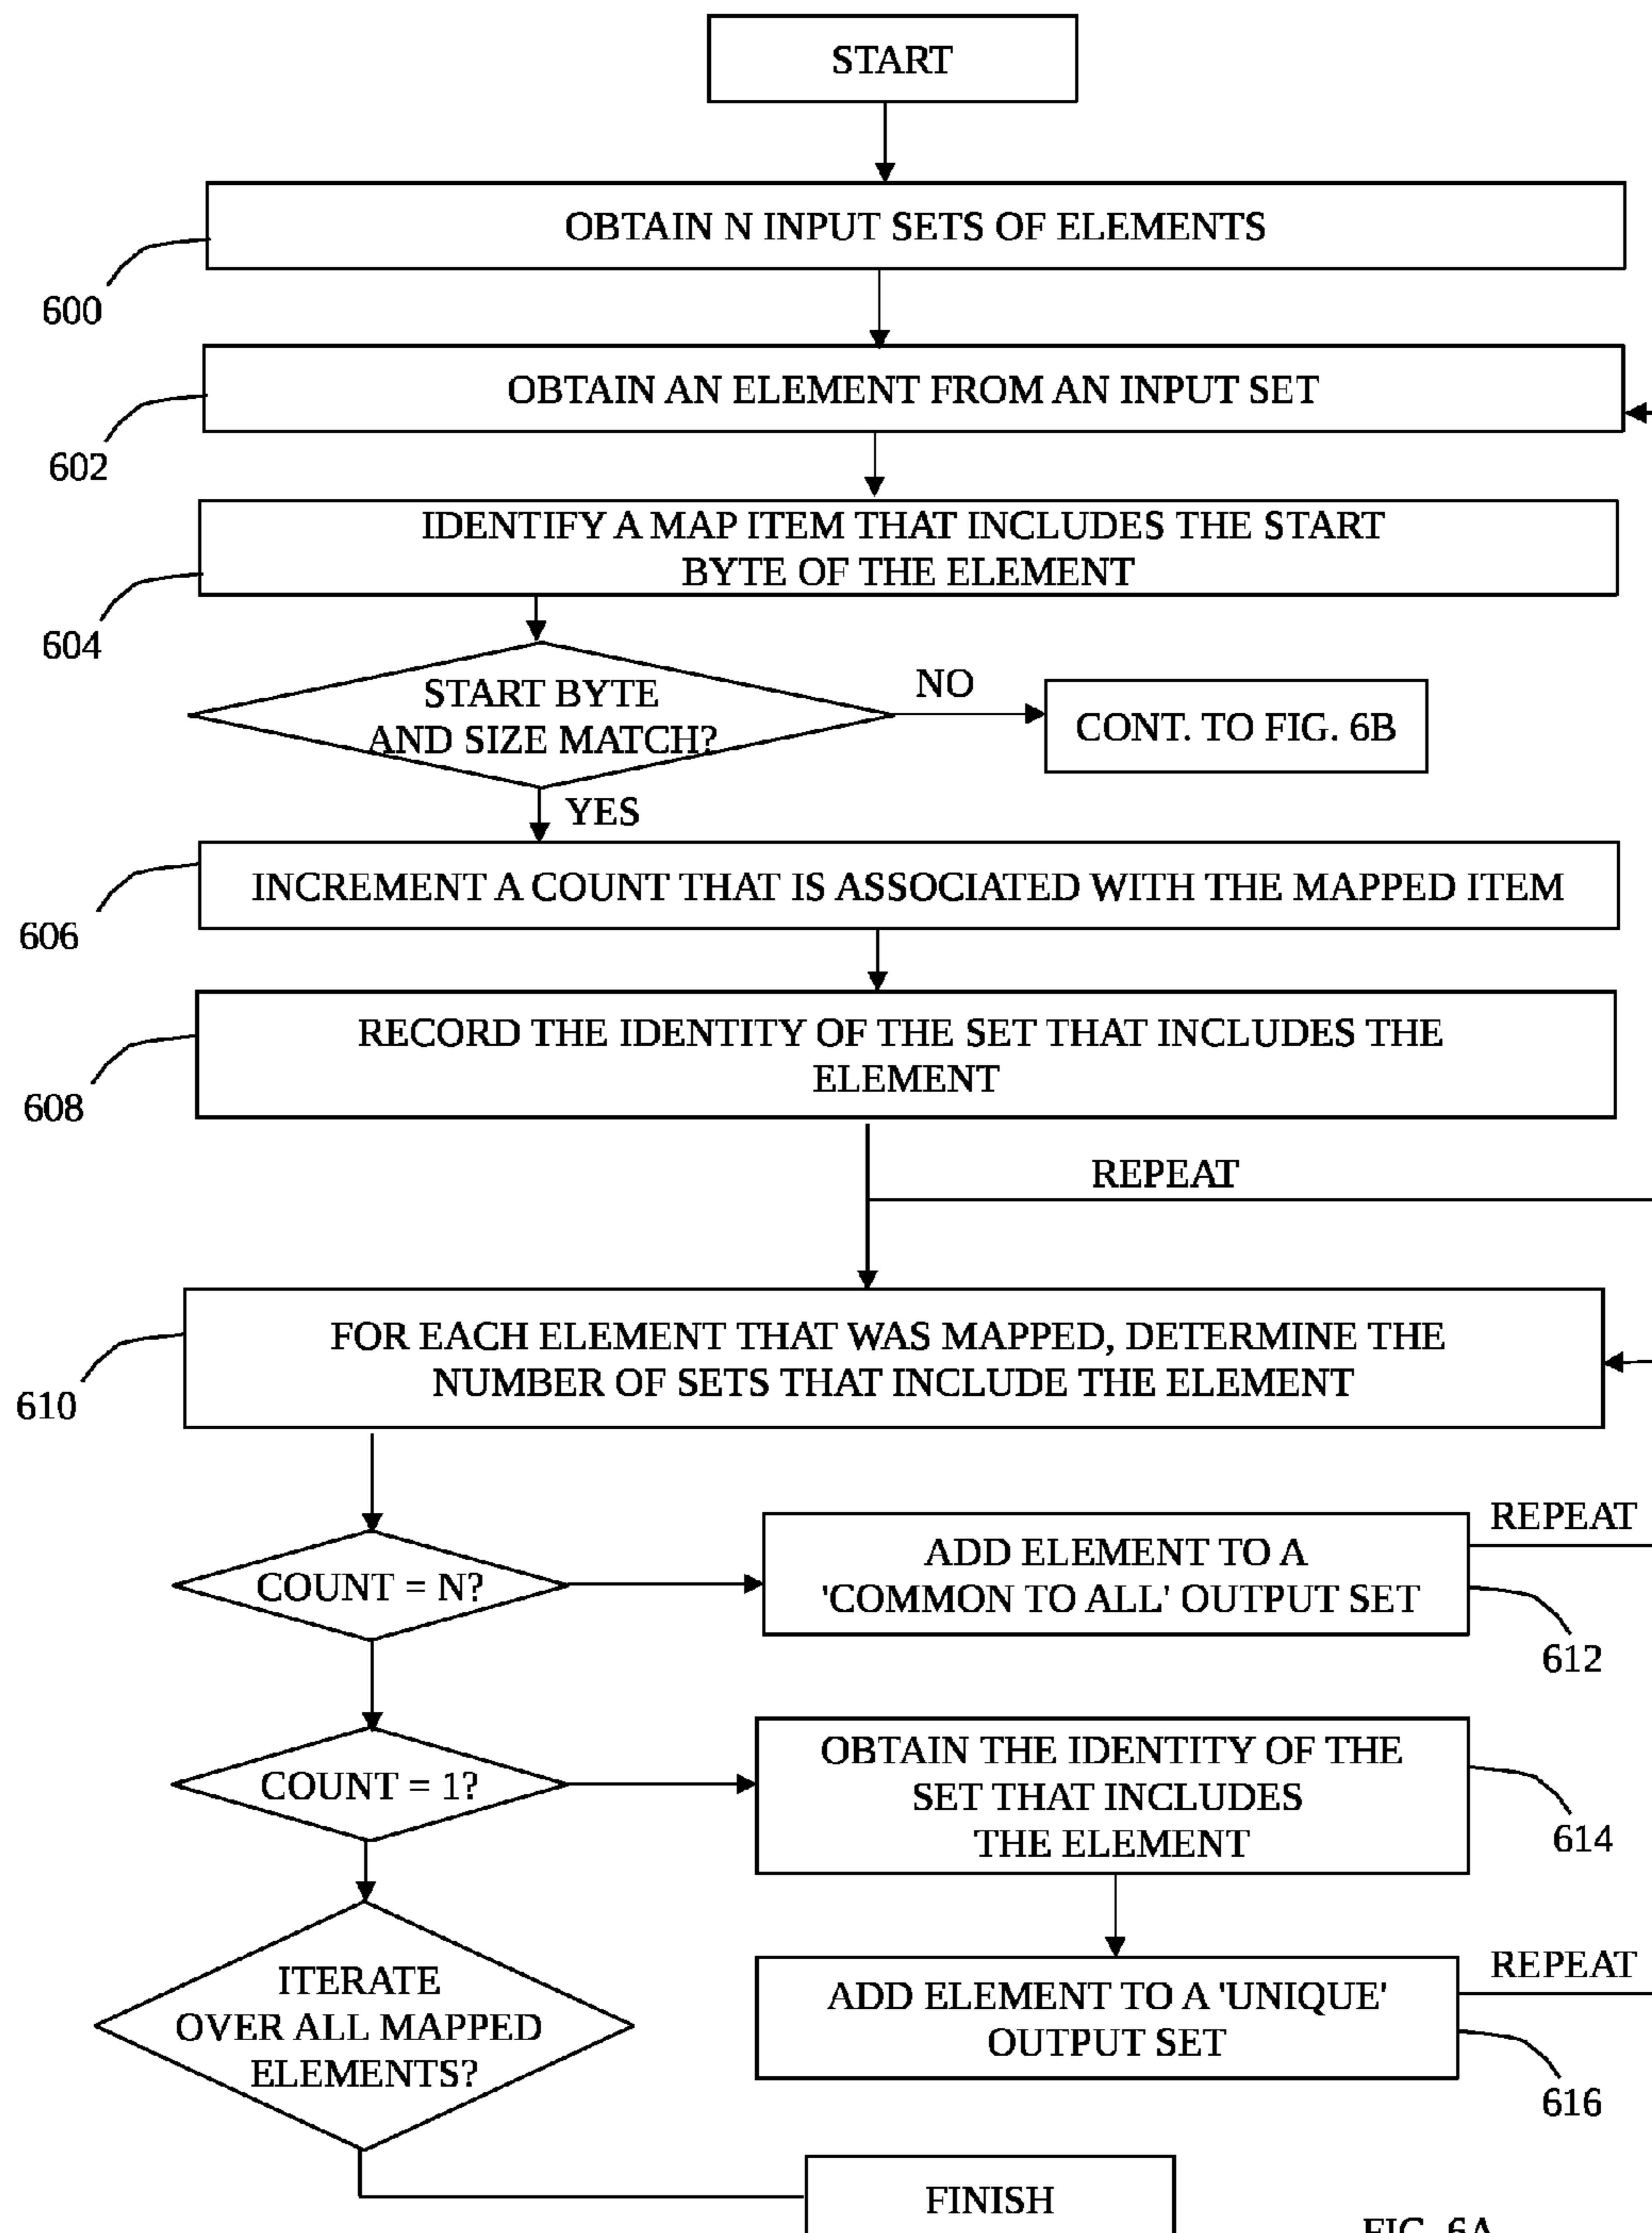 START
OBTAIN N INPUT SETS OF ELEMENTS
600
OBTAIN AN ELEMENT FROM AN INPUT SET
602
IDENTIFY A MAP ITEM THAT INCLUDES THE START
BYTE OF THE ELEMENT
604
START BYTE
AND SIZE MATCH?
NO
CONT. TO FIG. 6B
YES
INCREMENT A COUNT THAT IS ASSOCIATED WITH THE MAPPED ITEM
606
RECORD THE IDENTITY OF THE SET THAT INCLUDES THE
ELEMENT
608
REPEAT
FOR EACH ELEMENT THAT WAS MAPPED, DETERMINE THE
NUMBER OF SETS THAT INCLUDE THE ELEMENT
610
COUNT = N?
ADD ELEMENT TO A
'COMMON TO ALL' OUTPUT SET
REPEAT
612
COUNT = 1?
OBTAIN THE IDENTITY OF THE
SET THAT INCLUDES
THE ELEMENT
614
ITERATE
OVER ALL MAPPED
ELEMENTS?
ADD ELEMENT TO A 'UNIQUE'
OUTPUT SET
REPEAT
616
FINISH
FIG. 6A